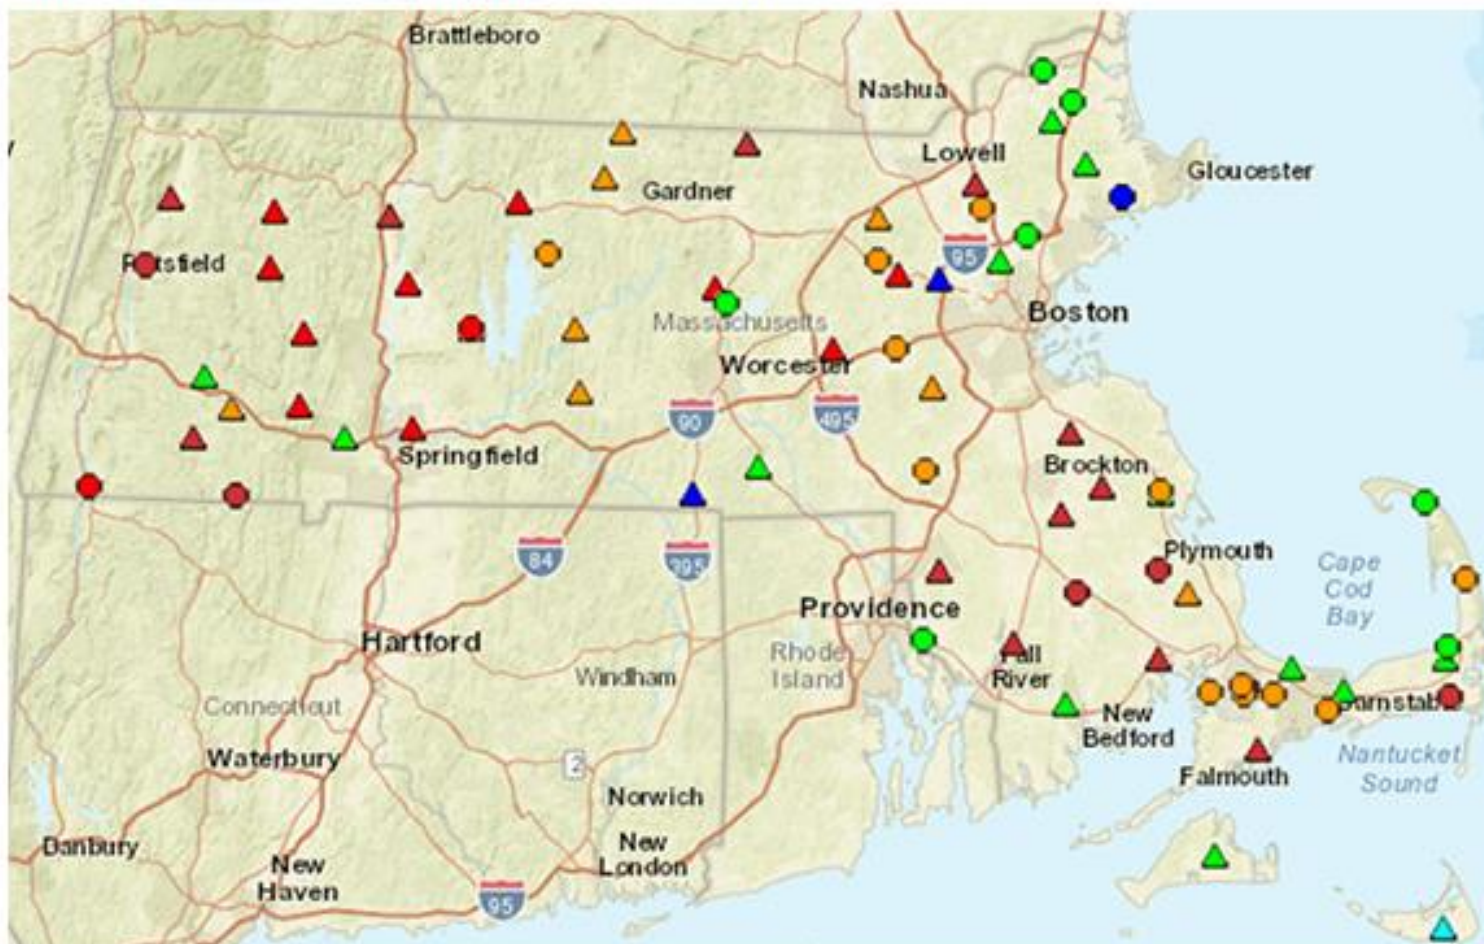 Brattleboro
Nashua
Lowell
Gloucester
Gardner
95
Boston
Massachusetts
Worcester
90
495
Springfield
Brockton
84
395
Plymouth
Cape
Cod
Bay
Providence
Hartford
Rhode
Island
Windham
Fall
River
Connecticut
New
Bedford
Waterbury
2
Nantucket
Sound
Falmouth
Norwich
Danbury
New
London
New
Haven
95